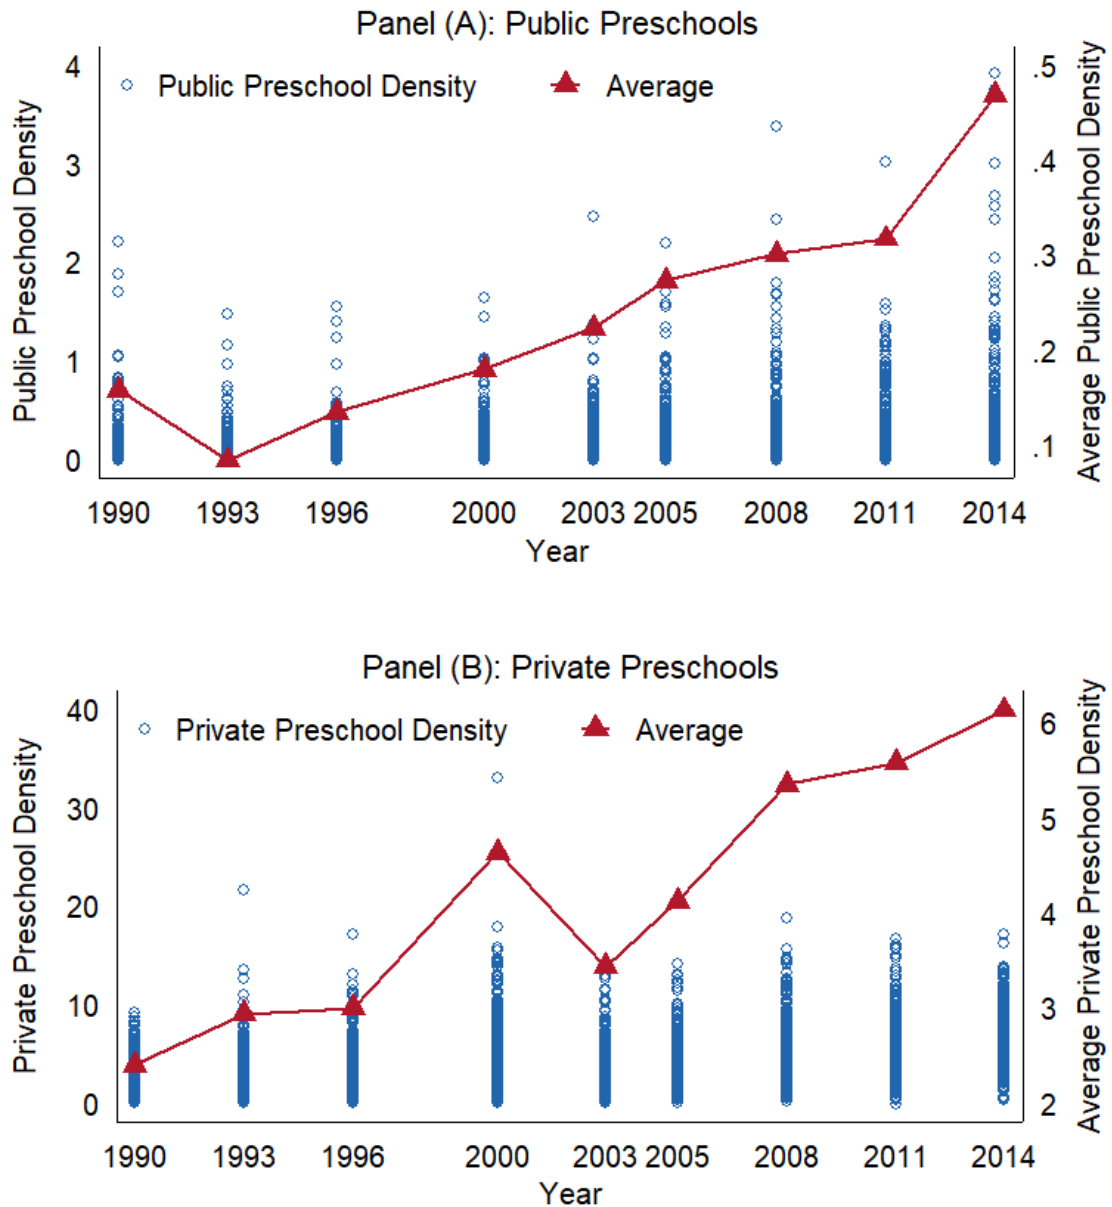 Panel (A): Public Preschools
Public Preschool Density Average
Public Preschool Density
4
3
2
1
0
.5
.4
.3
.2
.1
Average Public Preschool Density
1990 1993 1996 2000 2003 2005 2008 2011 2014
Year
Panel (B): Private Preschools
Private Preschool Density Average
Private Preschool Density
40
30
20
10
0
6
5
4
3
2
Average Private Preschool Density
1990 1993 1996 2000 2003 2005 2008 2011 2014
Year